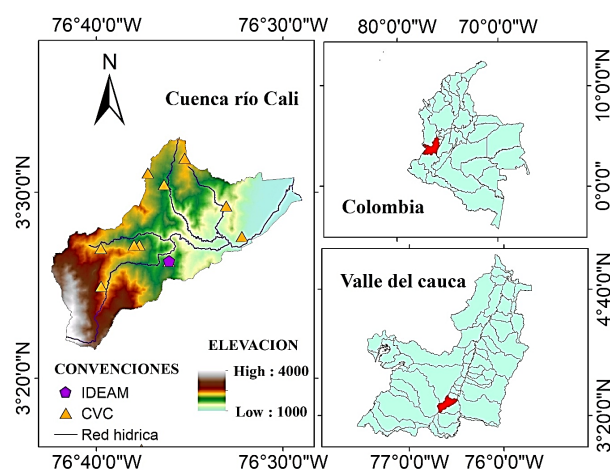 76°40'0"W 76°30'0"W
N
Cuenca río Cali
3°30'0"N
3°20'0"N
CONVENCIONES
IDEAM
CVC
Red hidrica
ELEVACION
High : 4000
Low : 1000
76°40'0"W 76°30'0"W
80°0'0"W 70°0'0"W
10°0'0"N
0°0'0"
Colombia
Valle del cauca
4°40'0"N
3°20'0"N
77°0'0"W 76°0'0"W